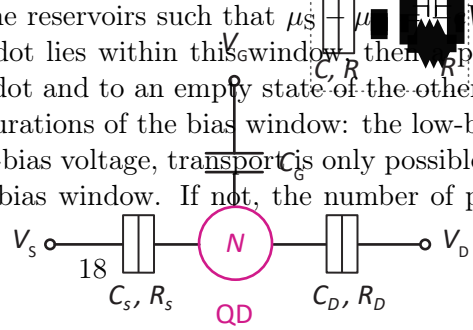 ne reservoirs such that μS − μ
dot lies within this window, then a p
VG
C, R
R
dot and to an empty state of the other
urations of the bias window: the low-b
-bias voltage, transport is only possible
CG
bias window. If not, the number of p
VS
N
VD
18
Cs, Rs
CD, RD
QD